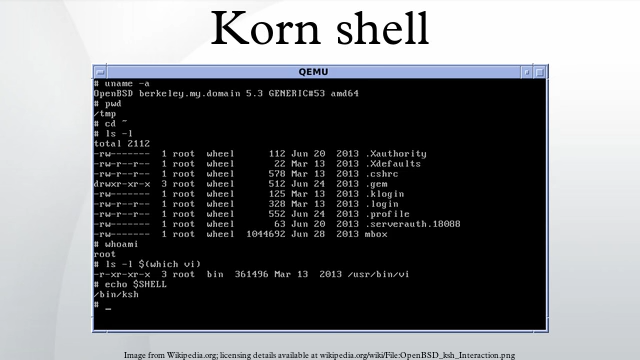 Korn shell
QEMU
# uname -a
OpenBSD berkeley.my.domain 5.3 GENERIC#53 amd64
# pwd
/tmp
# cd ~
# ls -l
total 2112
-rw-------  1 root  wheel      112 Jun 20  2013 .Xauthority
-rw-r--r--  1 root  wheel       22 Mar 13  2013 .Xdefaults
-rw-r--r--  1 root  wheel      578 Mar 13  2013 .cshrc
drwxr-xr-x  3 root  wheel      512 Jun 24  2013 .gem
-rw-------  1 root  wheel      125 Mar 13  2013 .klogin
-rw-r--r--  1 root  wheel      328 Mar 13  2013 .login
-rw-r--r--  1 root  wheel      552 Jun 24  2013 .profile
-rw-------  1 root  wheel       63 Jun 20  2013 .serverauth.18088
-rw-------  1 root  wheel  1044692 Jun 28  2013 mbox
# whoami
root
# ls -l $(which vi)
-r-xr-xr-x  3 root  bin  361496 Mar 13  2013 /usr/bin/vi
# echo $SHELL
/bin/ksh
# _
Image from Wikipedia.org; licensing details available at wikipedia.org/wiki/File:OpenBSD_ksh_Interaction.png